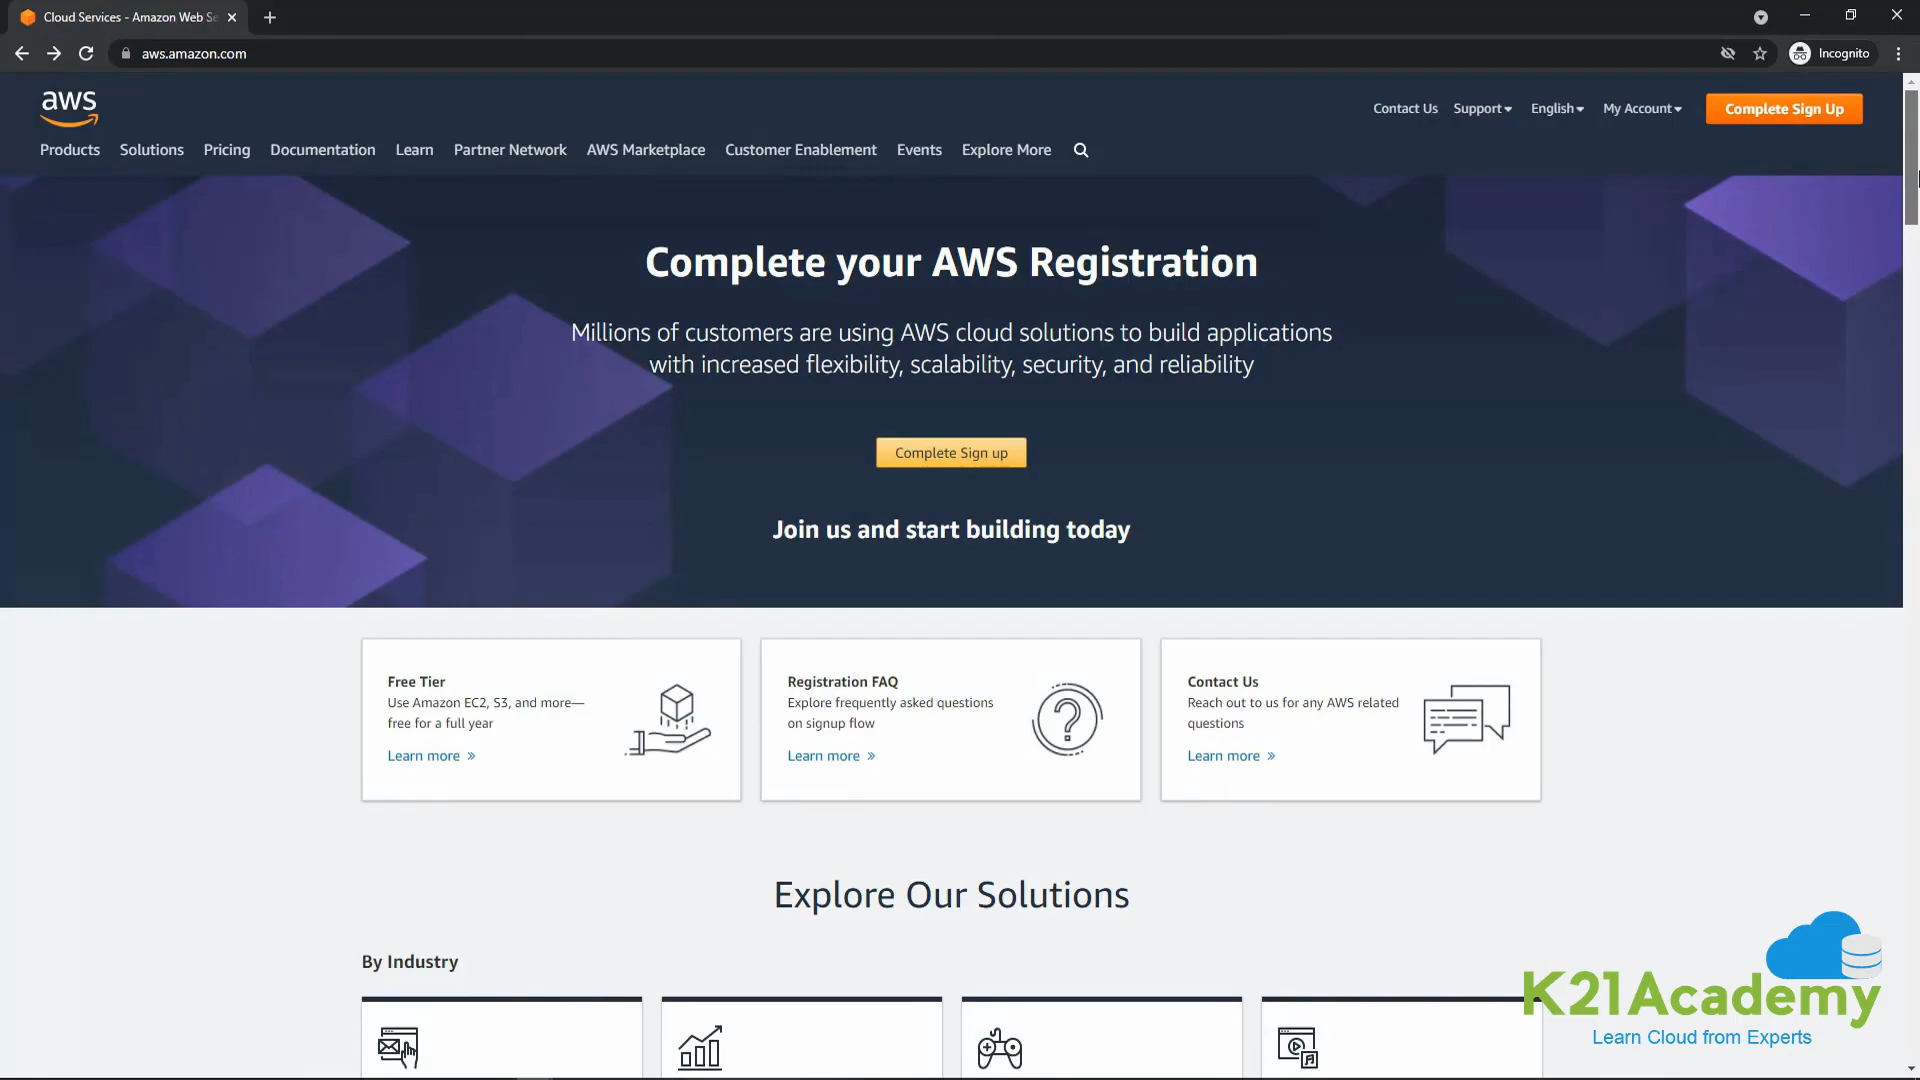 Cloud Services - Amazon Web Se
aws.amazon.com
Incognito
aws
Contact Us Support English My Account Complete Sign Up
Products Solutions Pricing Documentation Learn Partner Network AWS Marketplace Customer Enablement Events Explore More
Complete your AWS Registration
Millions of customers are using AWS cloud solutions to build applications
with increased flexibility, scalability, security, and reliability
Complete Sign up
Join us and start building today
Free Tier
Use Amazon EC2, S3, and more—
free for a full year
Learn more »
Registration FAQ
Explore frequently asked questions
on signup flow
Learn more »
Contact Us
Reach out to us for any AWS related
questions
Learn more »
Explore Our Solutions
By Industry
K21Academy
Learn Cloud from Experts